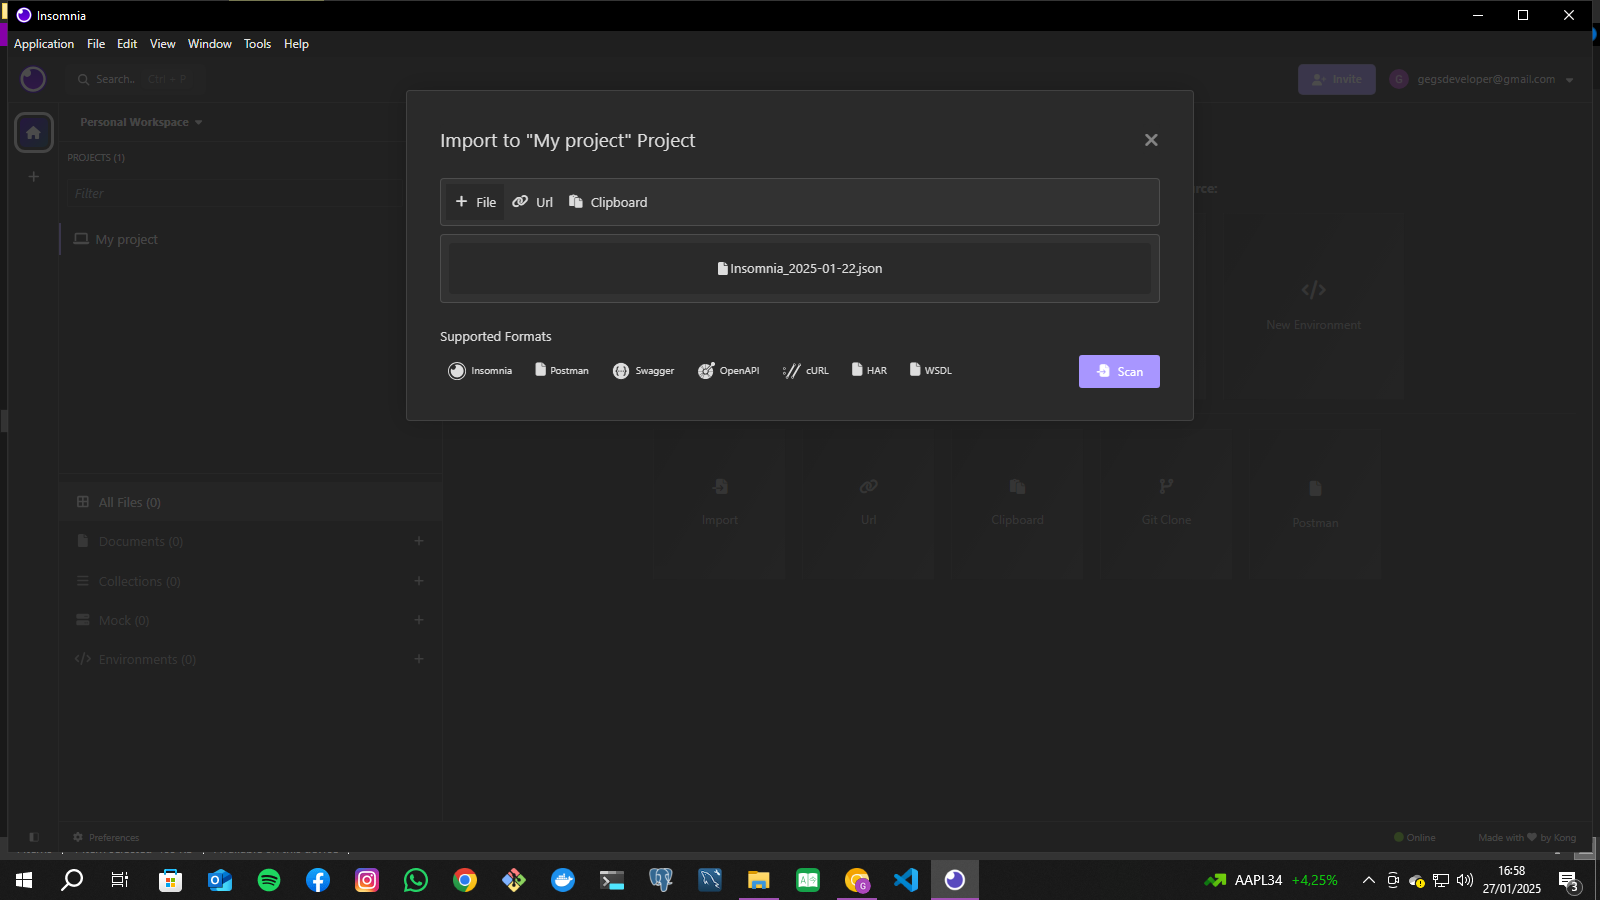 Insomnia
Application File Edit View Window Tools Help
Search.. Ctrl + P
Invite
G gegsdeveloper@gmail.com
Personal Workspace
PROJECTS (1)
Filter
My project
Import to "My project" Project
File Url Clipboard
Insomnia_2025-01-22.json
Supported Formats
Insomnia Postman Swagger OpenAPI cURL HAR WSDL
Scan
rce:
New Environment
Import Url Clipboard Git Clone Postman
All Files (0)
Documents (0)
Collections (0)
Mock (0)
Environments (0)
Preferences
Online
Made with by Kong
AAPL34 +4,25%
16:58
27/01/2025
3